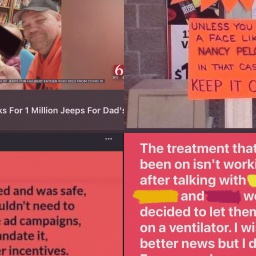 6
ks For 1 Million Jeeps For Dad's
UNLESS YOU
A FACE LIK
NANCY PELO
IN THAT CAS
KEEP IT O
ed and was safe,
uldn't need to
e ad campaigns,
ndate it,
er incentives.
The treatment that
been on isn't worki
after talking with
and we
decided to let them
on a ventilator. I wi
better news but I d